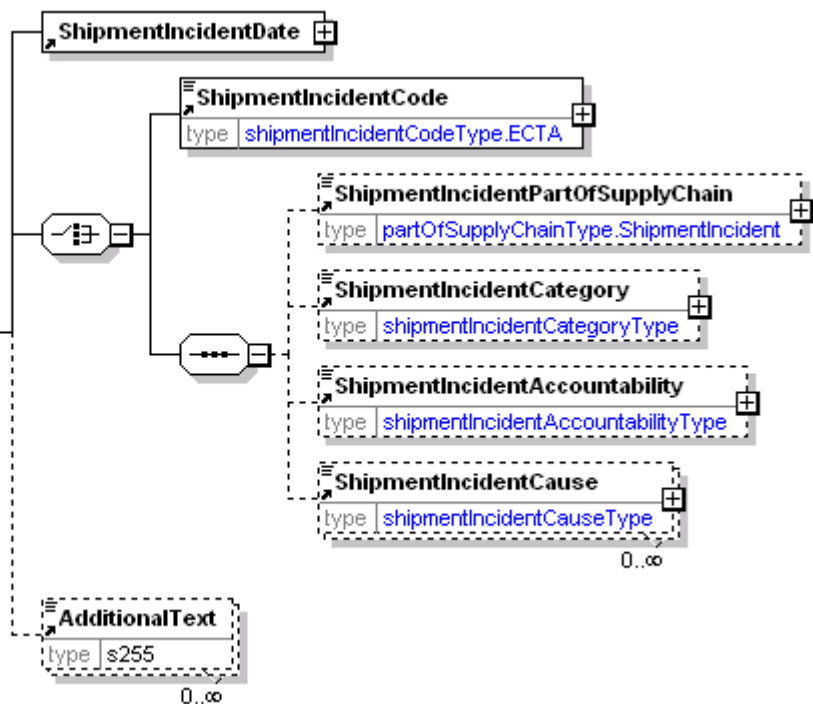 ShipmentIncidentDate
ShipmentIncidentCode
type shipmentIncidentCodeType.ECTA
ShipmentIncidentPartOfSupplyChain
type partOfSupplyChainType.ShipmentIncident
ShipmentIncidentCategory
type shipmentIncidentCategoryType
ShipmentIncidentAccountability
type shipmentIncidentAccountabilityType
ShipmentIncidentCause
type shipmentIncidentCauseType
0..∞
AdditionalText
type s255
0..∞